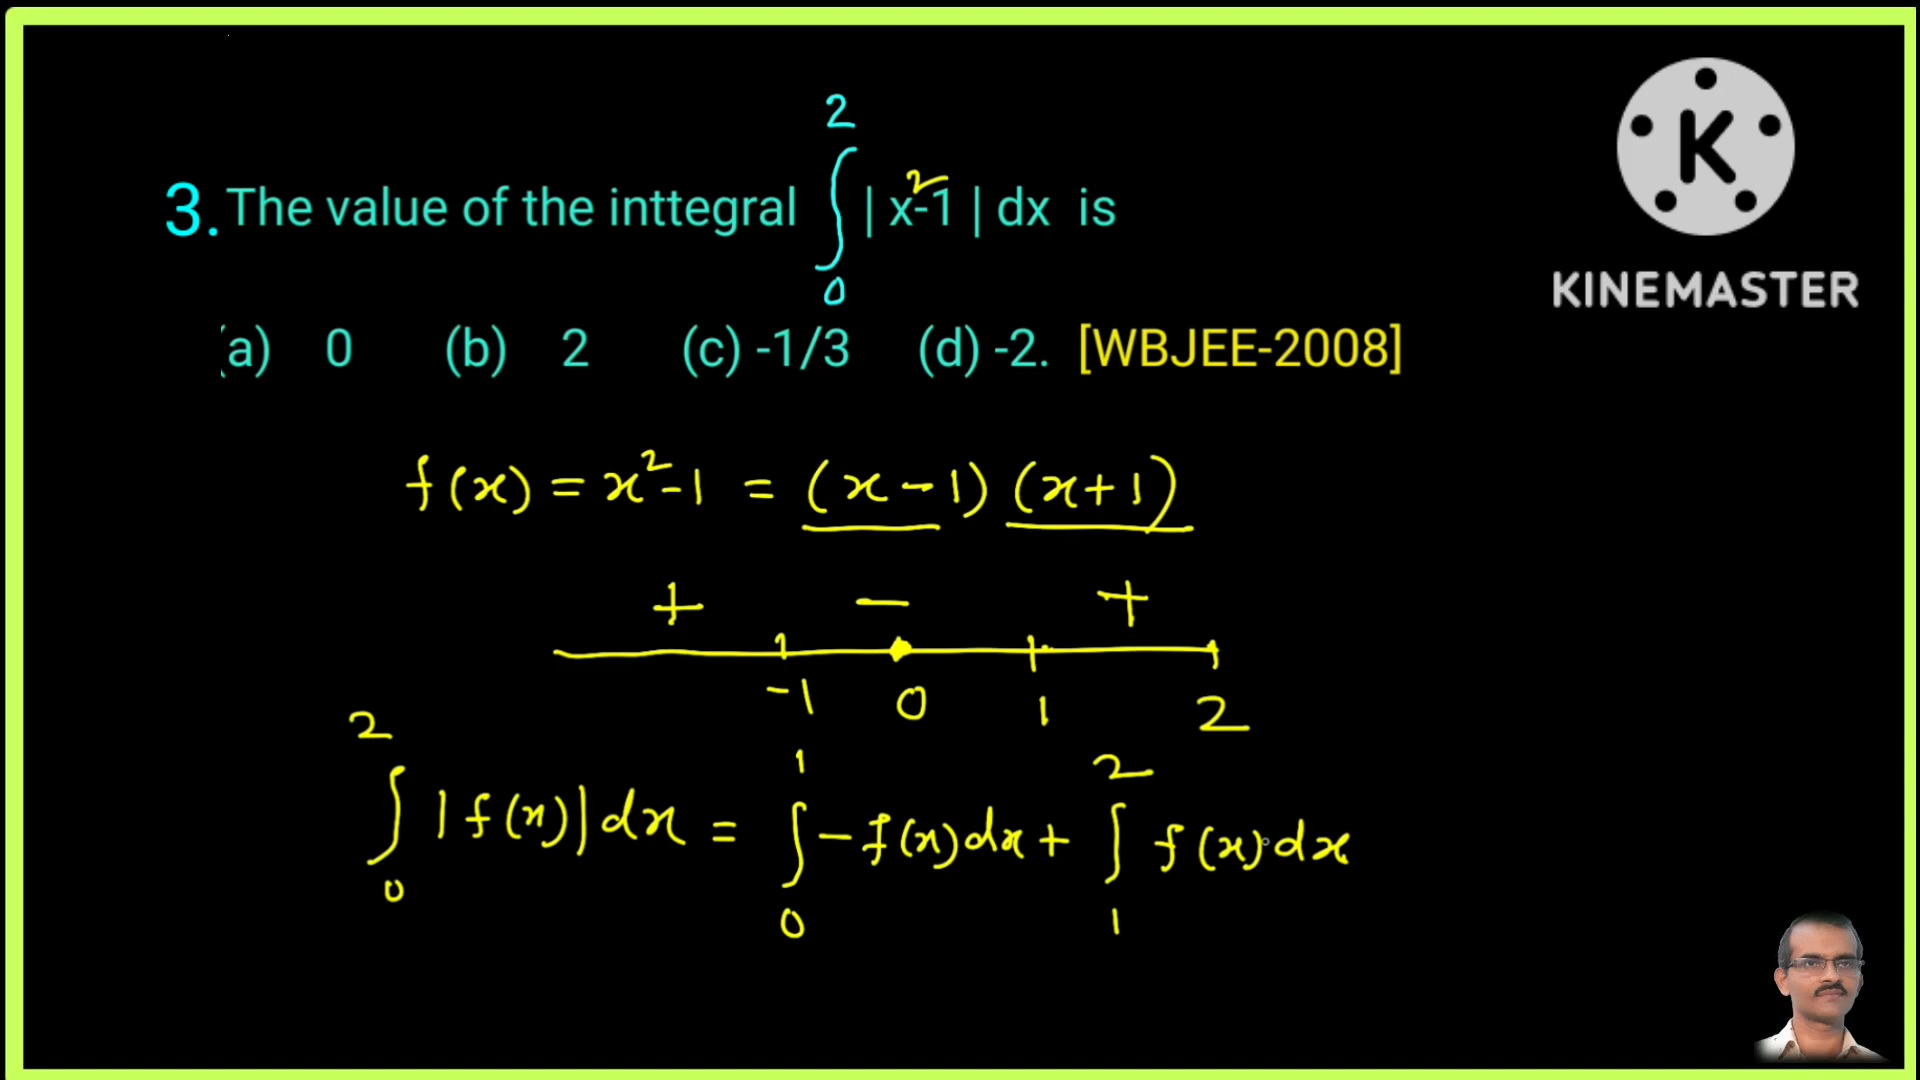 3. The value of the inttegral ∫₀² | x²-1 | dx is
(a) 0 (b) 2 (c) -1/3 (d) -2. [WBJEE-2008]
KINEMASTER
f(x) = x²-1 = (x-1) (x+1)
+ - +
-1 0 1 2
∫₀² |f(x)|dx = ∫₀¹ -f(x)dx + ∫₁² f(x)dx